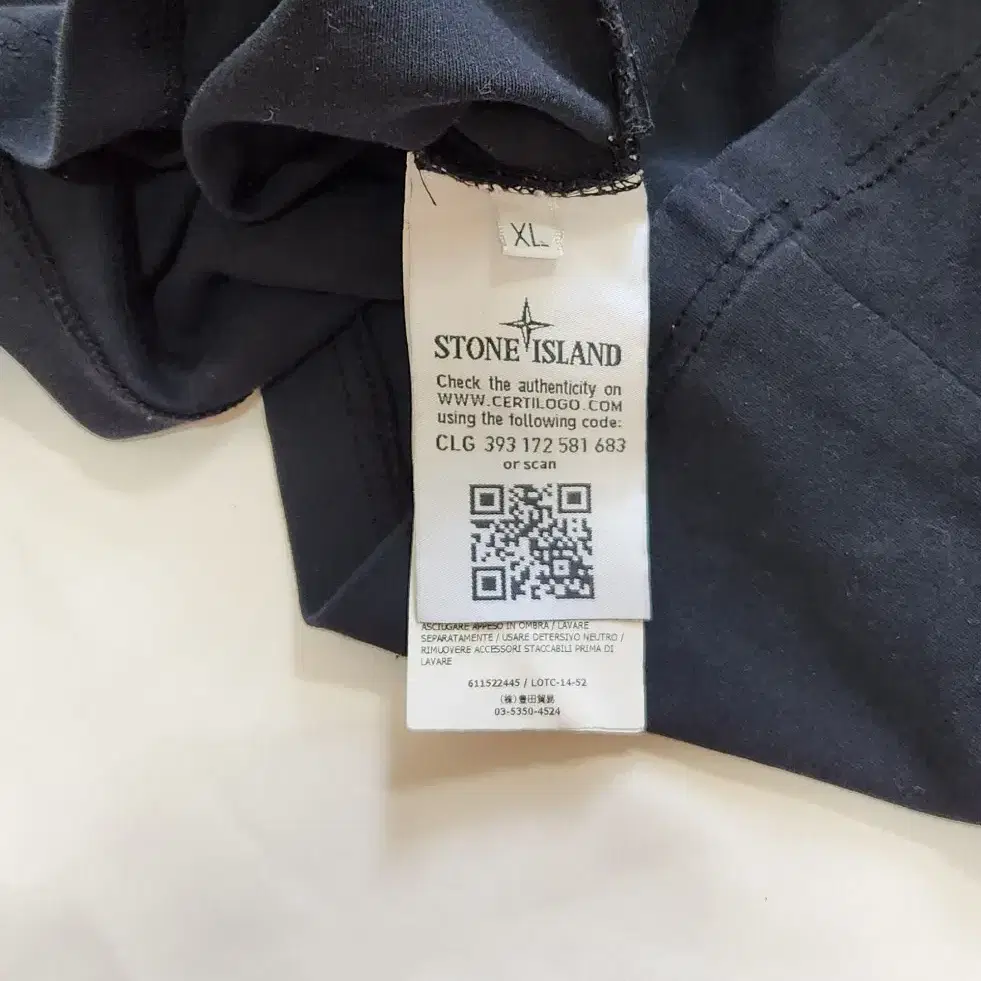 XL
STONE ISLAND
Check the authenticity on
WWW.CERTILOGO.COM
using the following code:
CLG 393 172 581 683
or scan
ASCIUGARE APPESO IN OMBRA / LAVARE
SEPARATAMENTE / USARE DETERSIVO NEUTRO /
RIMUOVERE ACCESSORI STACCABILI PRIMA DI
LAVARE
611522445 / LOTC-14-52
(株)豊田貿易
03-5350-4524